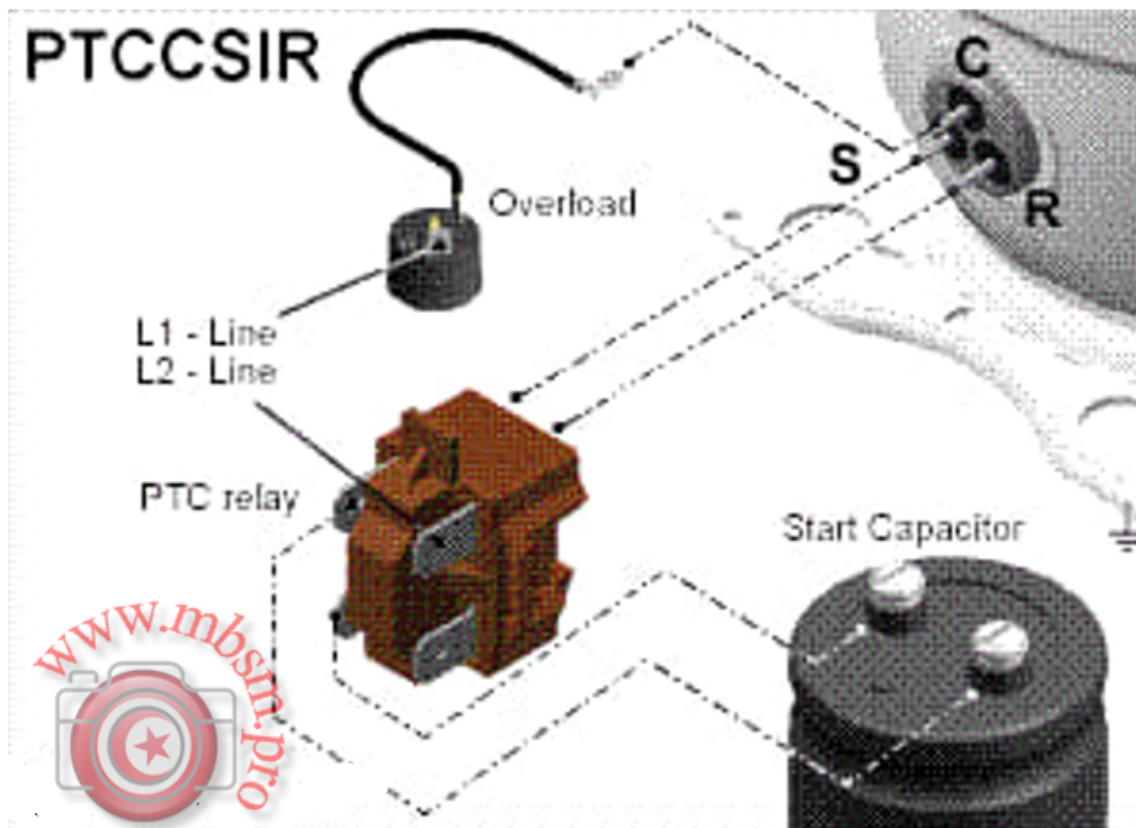 PTCCSIR
C
S
R
Overload
L1 - Line
L2 - Line
PTC relay
Start Capacitor
www.mbsm.pro